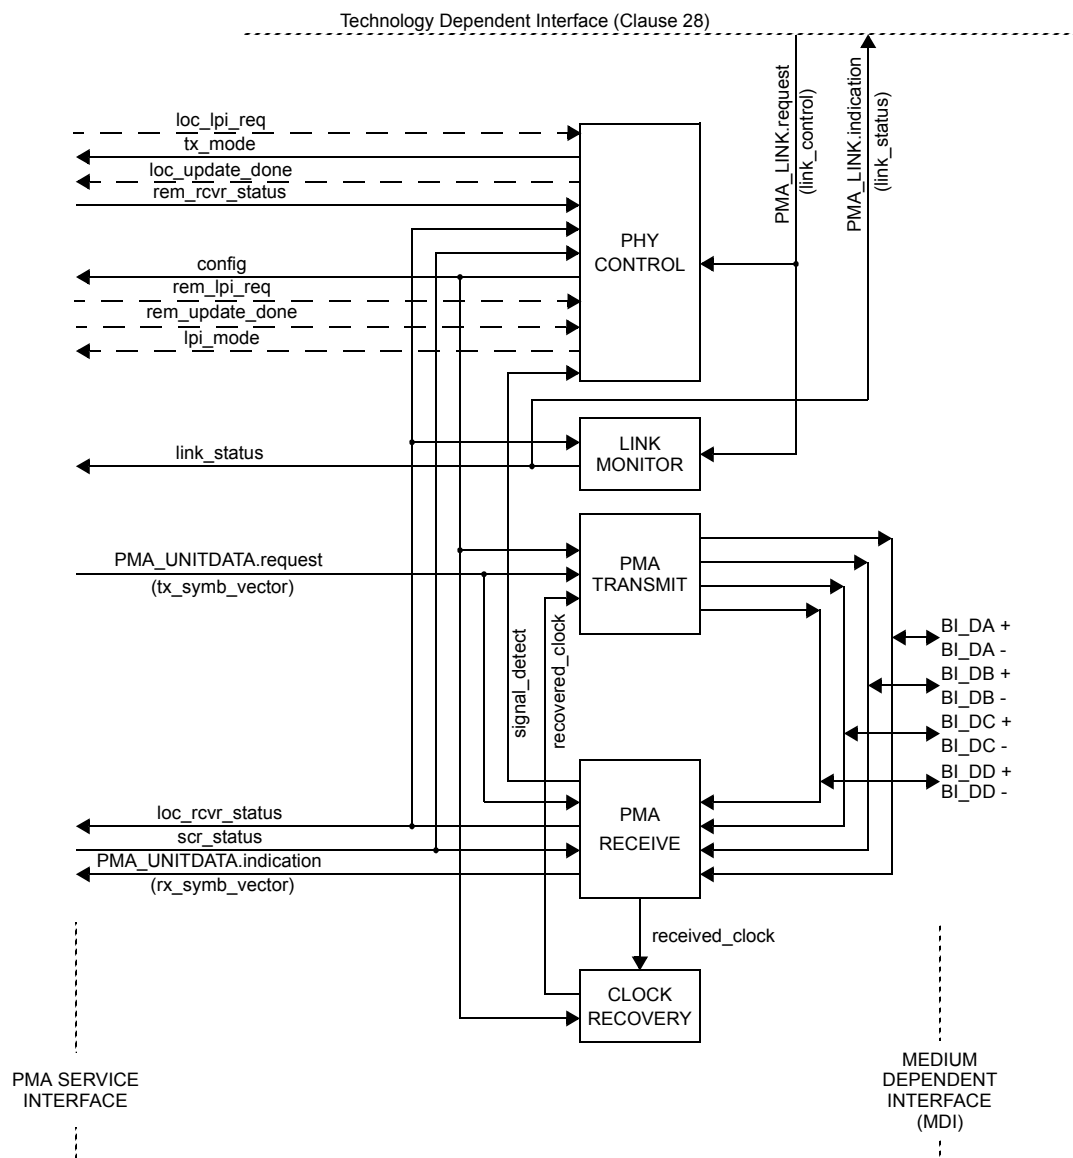 Technology Dependent Interface (Clause 28)
PMA_LINK.request
(link_control)
PMA_LINK.indication
(link_status)
loc_lpi_req
tx_mode
loc_update_done
rem_rcvr_status
config
rem_lpi_req
rem_update_done
lpi_mode
PHY
CONTROL
link_status
LINK
MONITOR
PMA_UNITDATA.request
(tx_symb_vector)
PMA
TRANSMIT
signal_detect
recovered_clock
BI_DA +
BI_DA -
BI_DB +
BI_DB -
BI_DC +
BI_DC -
BI_DD +
BI_DD -
loc_rcvr_status
scr_status
PMA_UNITDATA.indication
(rx_symb_vector)
PMA
RECEIVE
received_clock
CLOCK
RECOVERY
PMA SERVICE
INTERFACE
MEDIUM
DEPENDENT
INTERFACE
(MDI)